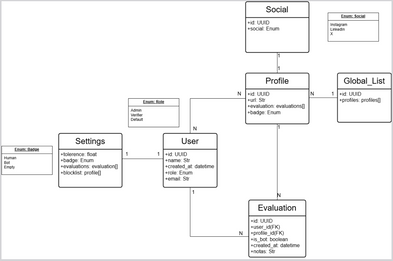 Social
+id: UUID
+social: Enum
Enum: Social
Instagram
LinkedIn
X
1
1
Profile
+id: UUID
+url: Str
+evaluation: evaluations[]
+badge: Enum
N
1
Global_List
+id: UUID
+profiles: profiles[]
Enum: Role
Admin
Verifier
Default
N
1
Enum: Badge
Human
Bot
Empty
Settings
+tolerence: float
+badge: Enum
+evaluations: evaluation[]
+blocklist: profile[]
1
1
User
+id: UUID
+name: Str
+created_at: datetime
+role: Enum
+email: Str
1
N
N
Evaluation
+id: UUID
+user_id(FK)
+profile_id(FK)
+is_bot: boolean
+created_at: datetime
+notas: Str